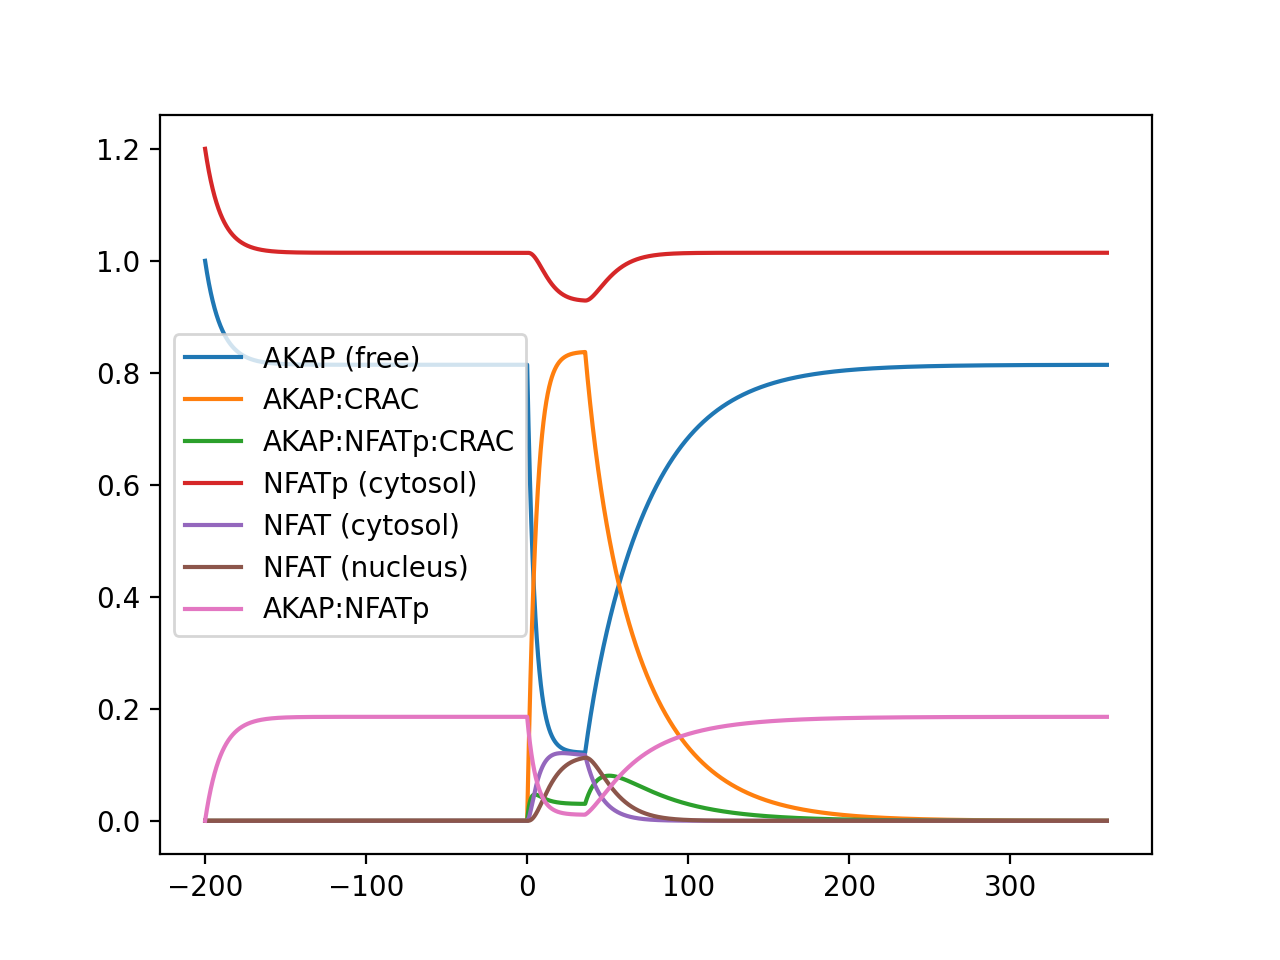 1.2
1.0
0.8
0.6
0.4
0.2
0.0
AKAP (free)
AKAP:CRAC
AKAP:NFATp:CRAC
NFATp (cytosol)
NFAT (cytosol)
NFAT (nucleus)
AKAP:NFATp
−200 −100 0 100 200 300